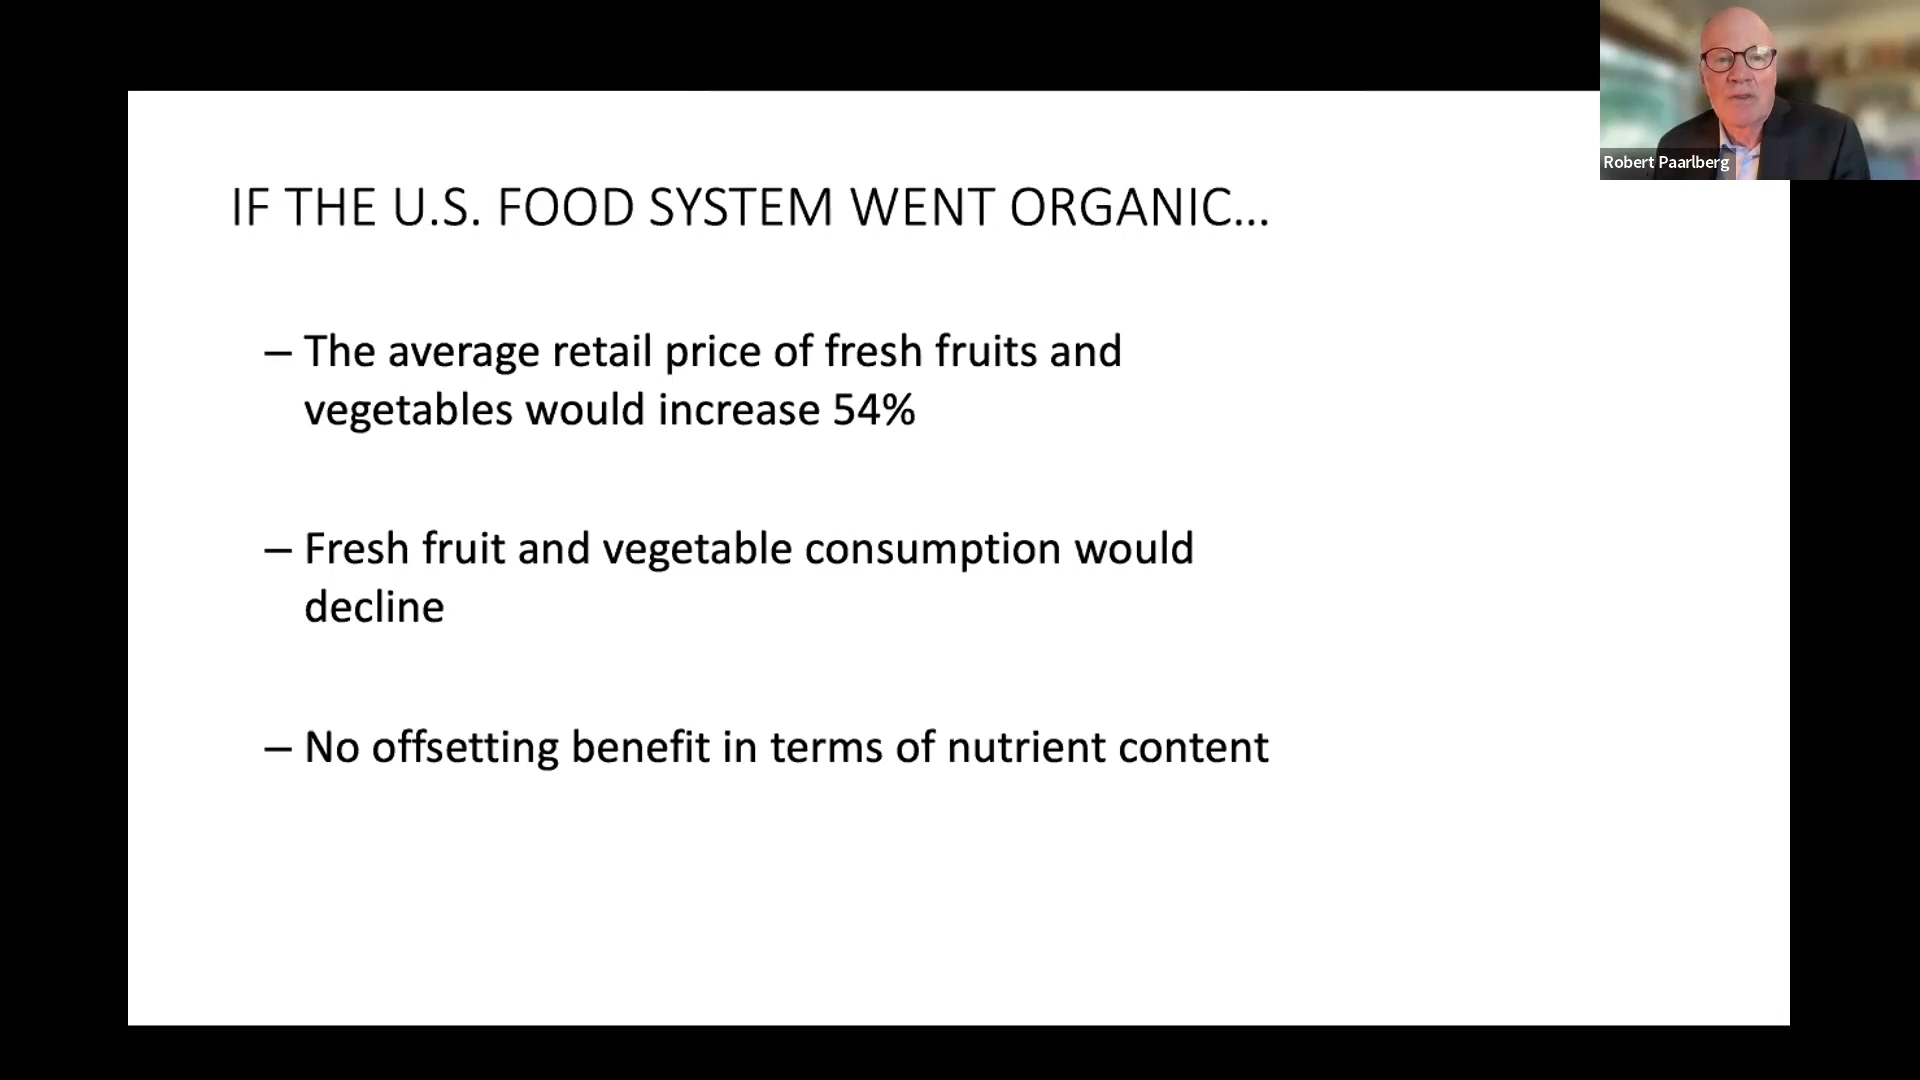 IF THE U.S. FOOD SYSTEM WENT ORGANIC...
– The average retail price of fresh fruits and
vegetables would increase 54%
– Fresh fruit and vegetable consumption would
decline
– No offsetting benefit in terms of nutrient content
Robert Paarlberg